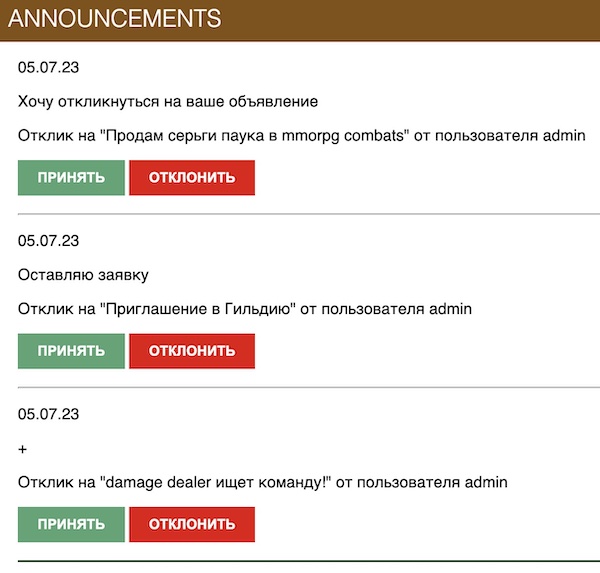 ANNOUNCEMENTS
05.07.23
Хочу откликнуться на ваше объявление
Отклик на "Продам серьги паука в mmorpg combats" от пользователя admin
ПРИНЯТЬ ОТКЛОНИТЬ
05.07.23
Оставляю заявку
Отклик на "Приглашение в Гильдию" от пользователя admin
ПРИНЯТЬ ОТКЛОНИТЬ
05.07.23
+
Отклик на "damage dealer ищет команду!" от пользователя admin
ПРИНЯТЬ ОТКЛОНИТЬ